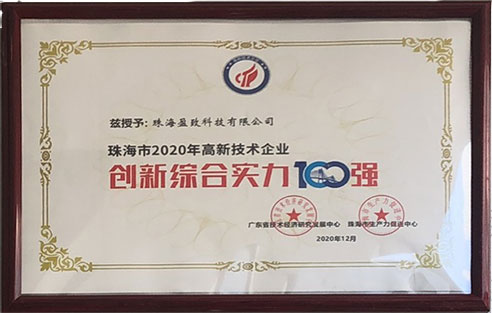 兹授予：珠海盈致科技有限公司
珠海市2020年高新技术企业
创新综合实力100强
广东省技术经济研究发展中心 珠海市生产力促进中心
2020年12月